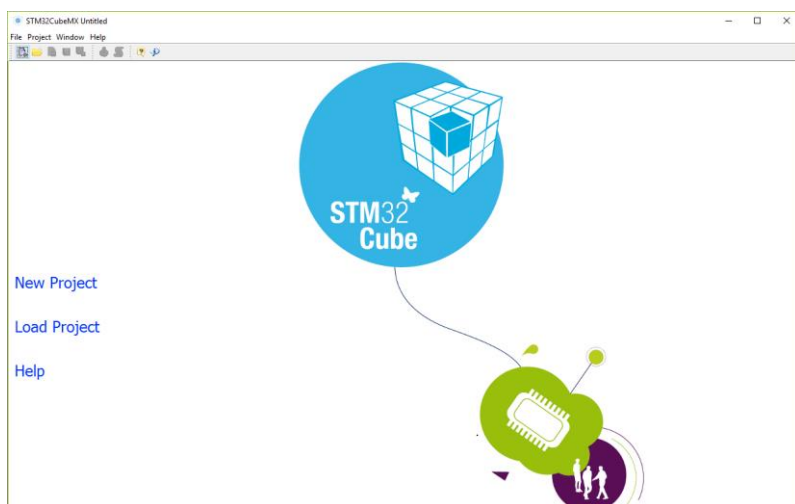 STM32CubeMX Untitled
File Project Window Help
STM32
Cube
New Project
Load Project
Help